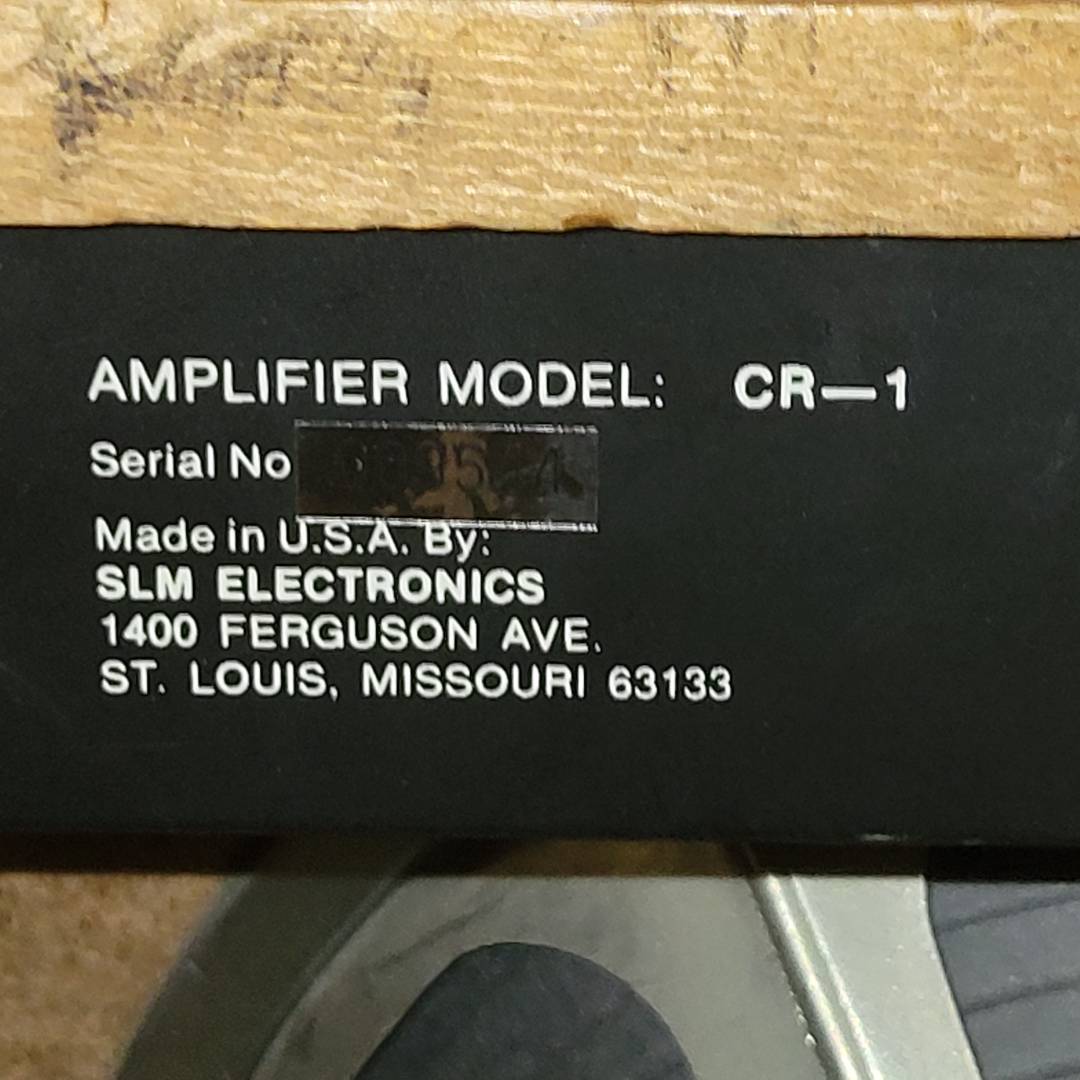 AMPLIFIER MODEL: CR—1
Serial No
Made in U.S.A. By:
SLM ELECTRONICS
1400 FERGUSON AVE.
ST. LOUIS, MISSOURI 63133